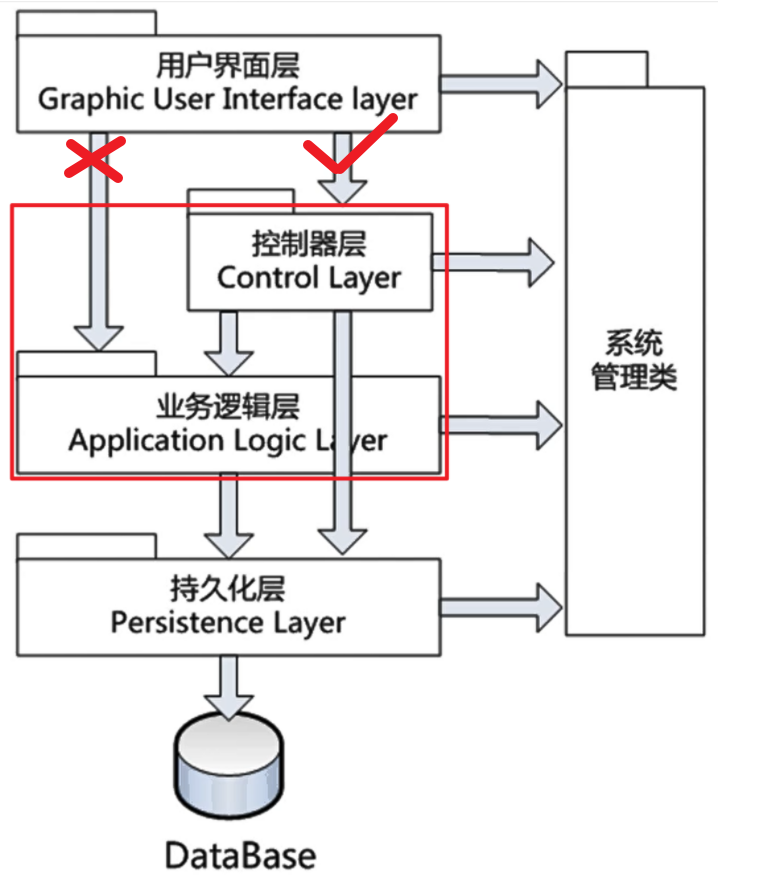 用户界面层
Graphic User Interface layer
控制器层
Control Layer
系统
管理类
业务逻辑层
Application Logic Layer
持久化层
Persistence Layer
DataBase